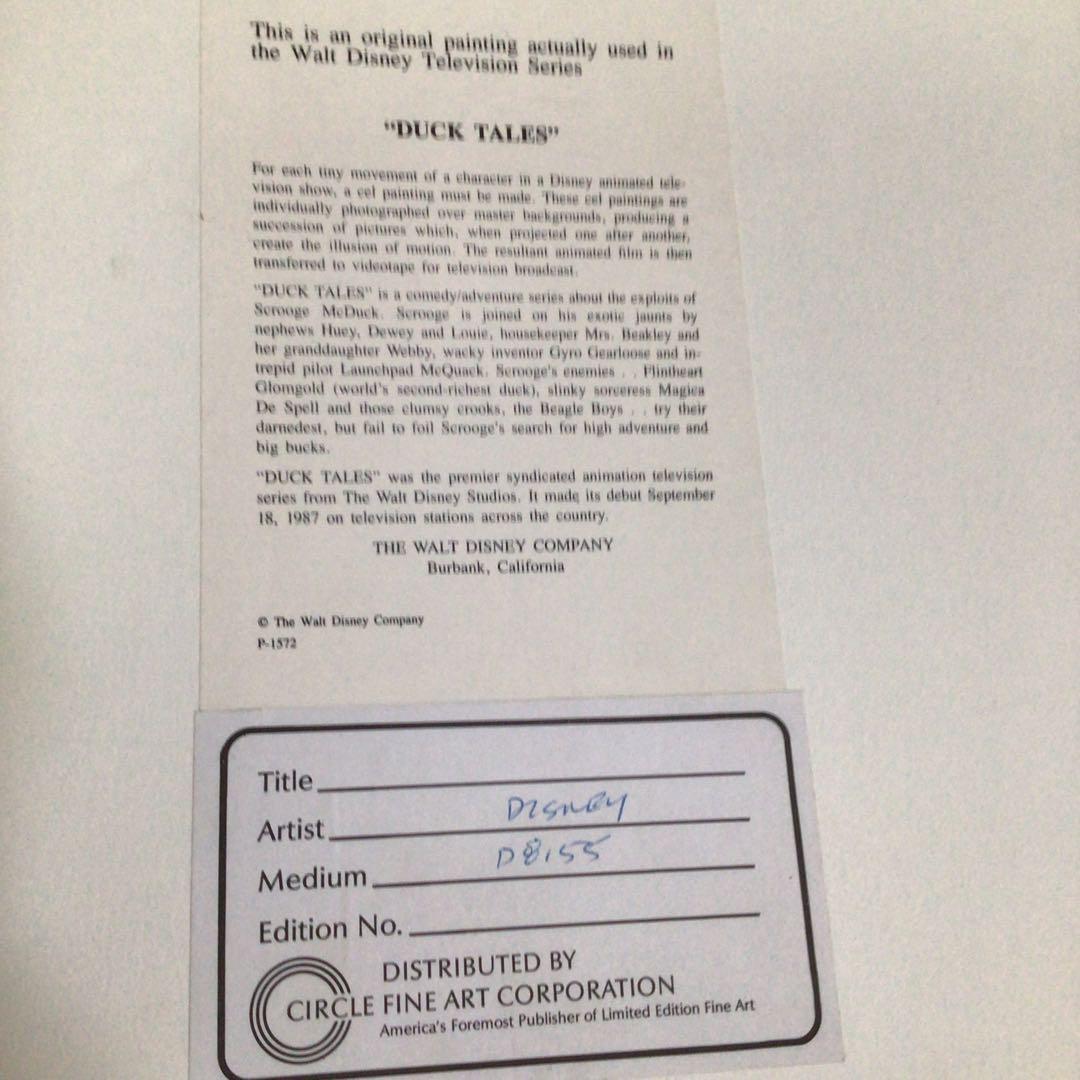 This is an original painting actually used in
the Walt Disney Television Series
"DUCK TALES"
For each tiny movement of a character in a Disney animated tele-
vision show, a cel painting must be made. These cel paintings are
individually photographed over master backgrounds, producing a
succession of pictures which, when projected one after another,
create the illusion of motion. The resultant animated film is then
transferred to videotape for television broadcast.
"DUCK TALES" is a comedy/adventure series about the exploits of
Scrooge McDuck. Scrooge is joined on his exotic jaunts by
nephews Huey, Dewey and Louie, housekeeper Mrs. Beakley and
her granddaughter Webby, wacky inventor Gyro Gearloose and in-
trepid pilot Launchpad McQuack. Scrooge's enemies . . Flintheart
Glomgold (world's second-richest duck), slinky sorceress Magica
De Spell and those clumsy crooks, the Beagle Boys . . try their
darnedest, but fail to foil Scrooge's search for high adventure and
big bucks.
"DUCK TALES" was the premier syndicated animation television
series from The Walt Disney Studios. It made its debut September
18, 1987 on television stations across the country.
THE WALT DISNEY COMPANY
Burbank, California
© The Walt Disney Company
P-1572
Title
Artist DISNEY
Medium D8155
Edition No.
DISTRIBUTED BY
CIRCLE FINE ART CORPORATION
America's Foremost Publisher of Limited Edition Fine Art